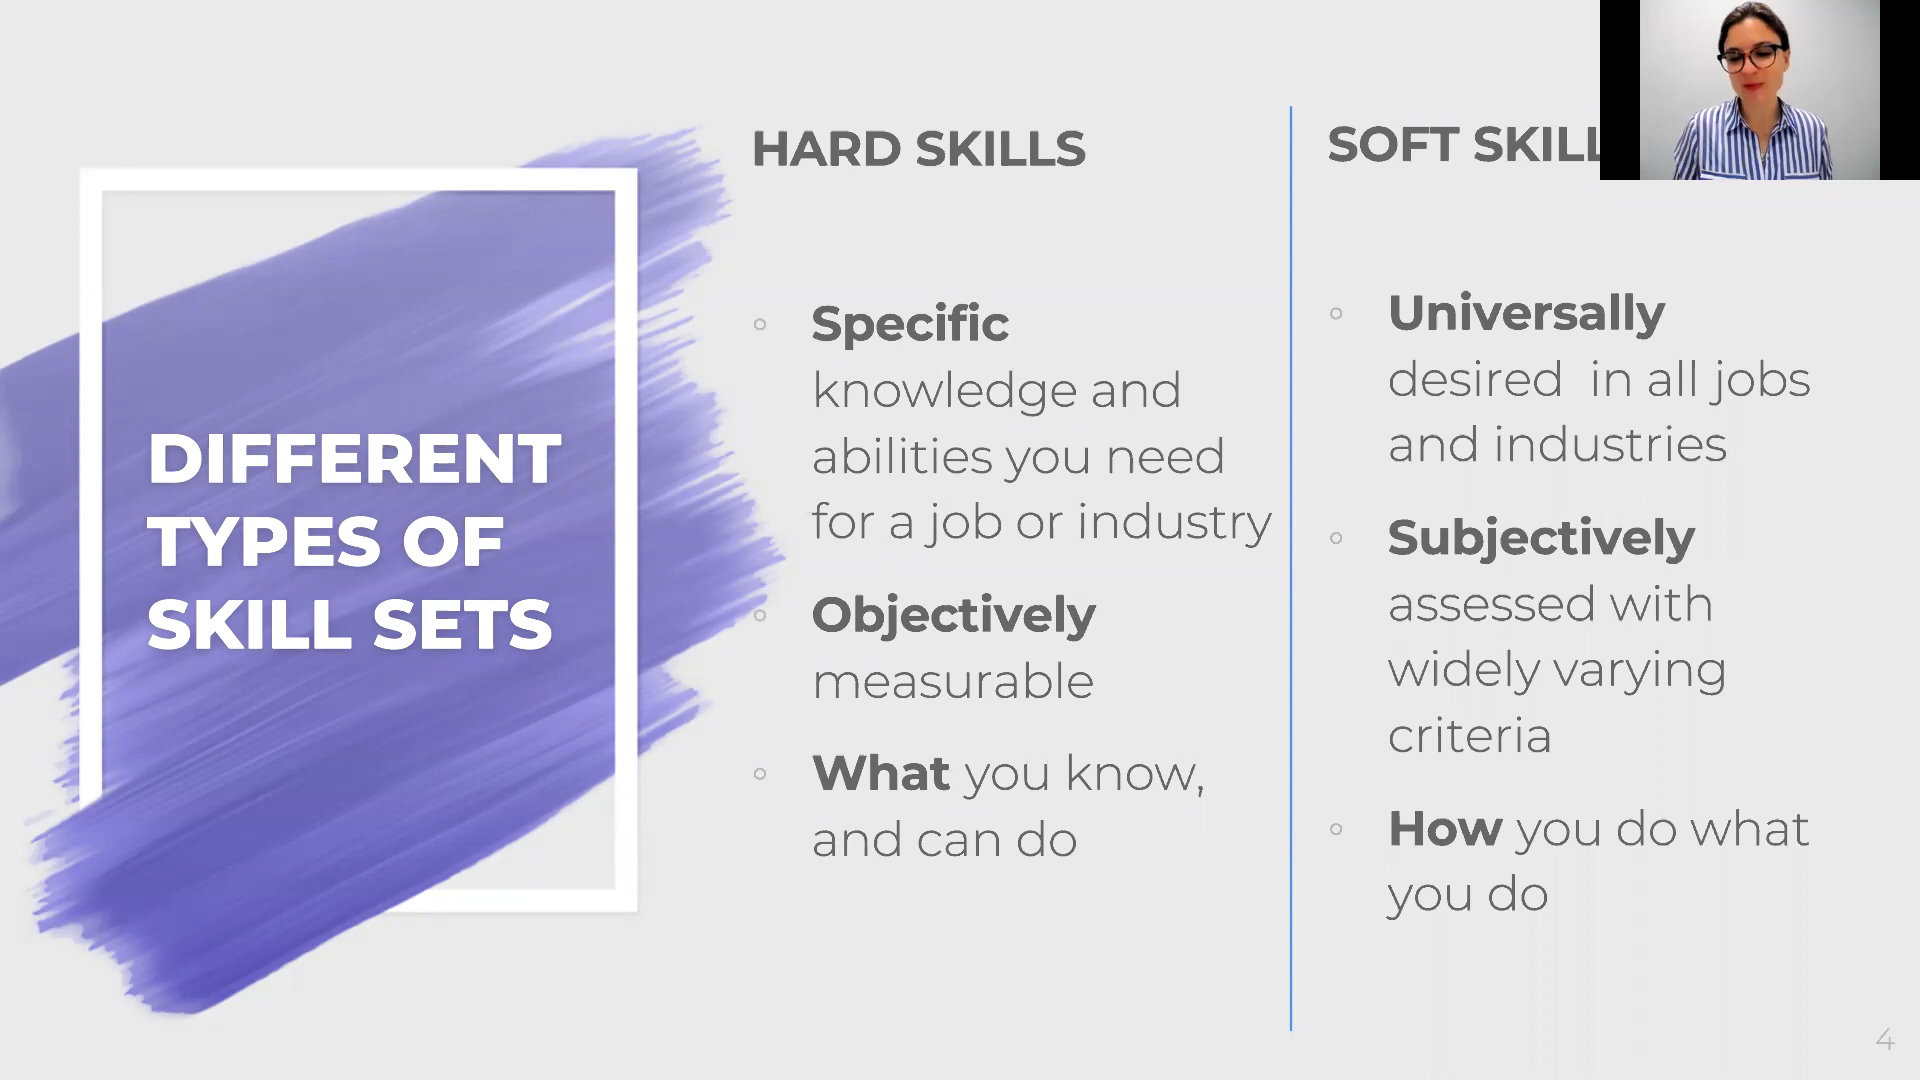 DIFFERENT
TYPES OF
SKILL SETS
HARD SKILLS
Specific
knowledge and
abilities you need
for a job or industry
Objectively
measurable
What you know,
and can do
SOFT SKILL
Universally
desired in all jobs
and industries
Subjectively
assessed with
widely varying
criteria
How you do what
you do
4